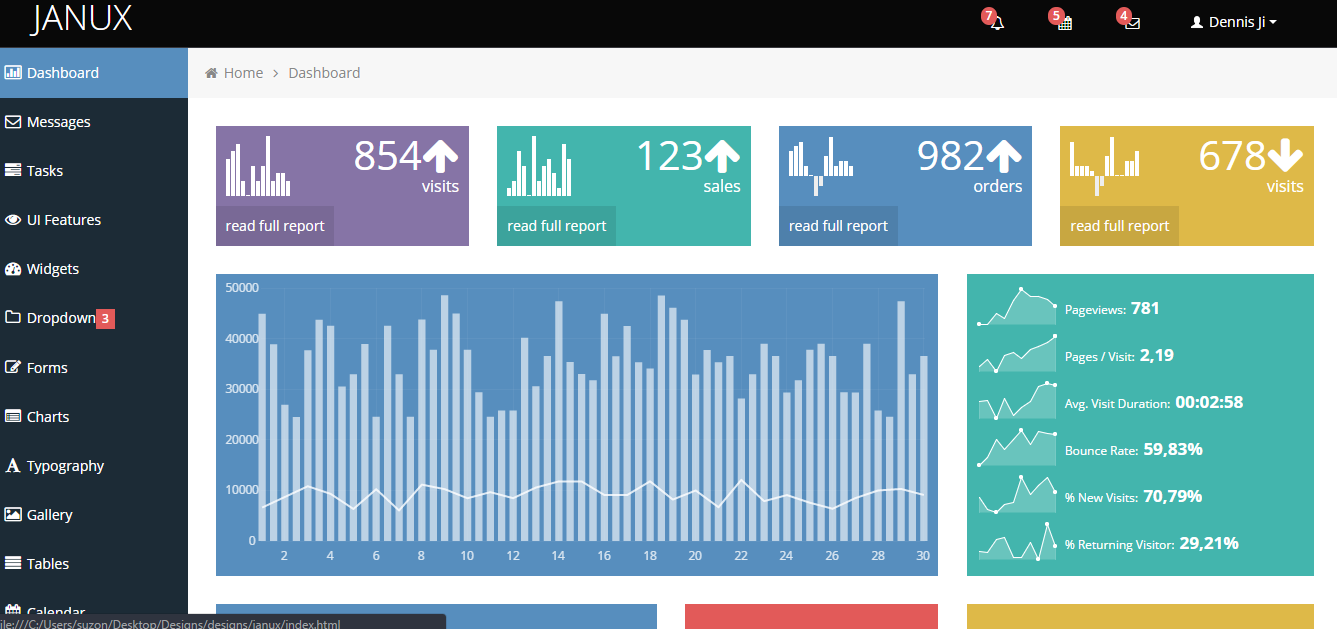 JANUX
7
5
4
Dennis Ji
Dashboard
Messages
Tasks
UI Features
Widgets
Dropdown 3
Forms
Charts
Typography
Gallery
Tables
Calendar
Home > Dashboard
854
visits
read full report
123
sales
read full report
982
orders
read full report
678
visits
read full report
50000
40000
30000
20000
10000
0
2 4 6 8 10 12 14 16 18 20 22 24 26 28 30
Pageviews: 781
Pages / Visit: 2,19
Avg. Visit Duration: 00:02:58
Bounce Rate: 59,83%
% New Visits: 70,79%
% Returning Visitor: 29,21%
ile:///C:/Users/suzon/Desktop/Designs/designs/janux/index.html